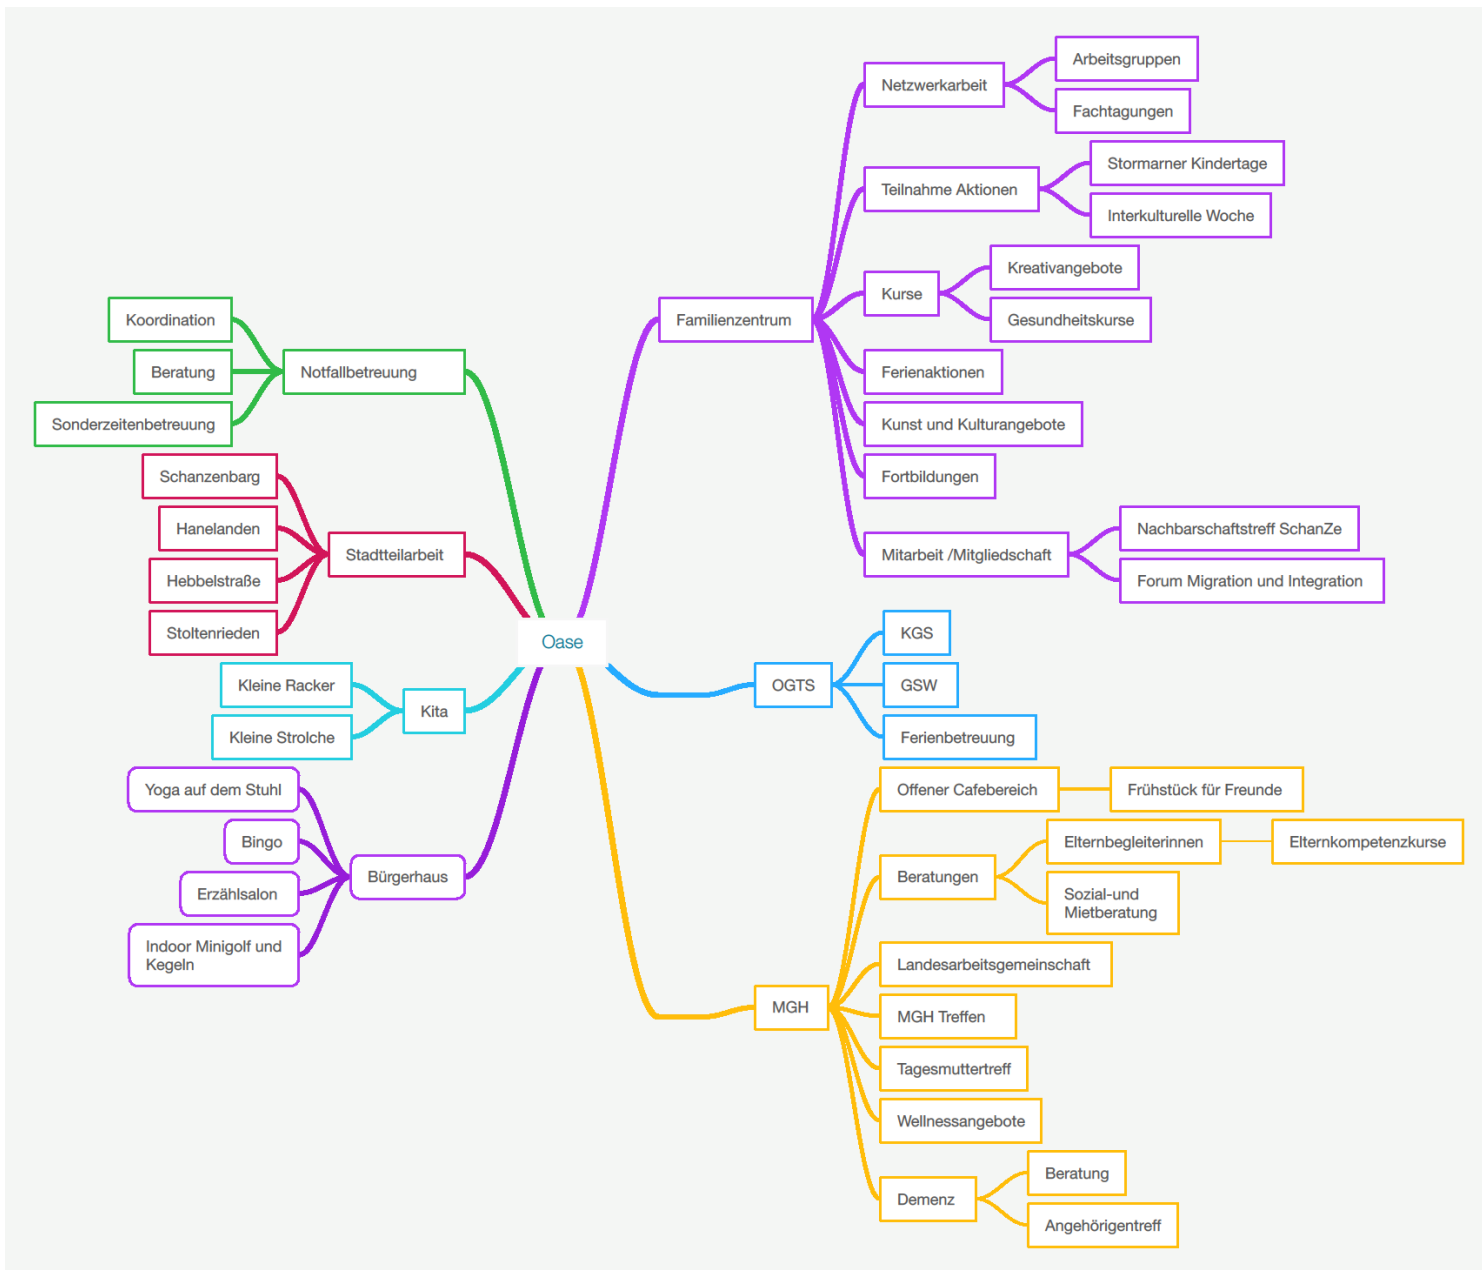 Oase
Familienzentrum
Netzwerkarbeit
Arbeitsgruppen
Fachtagungen
Teilnahme Aktionen
Stormarner Kindertage
Interkulturelle Woche
Kurse
Kreativangebote
Gesundheitskurse
Ferienaktionen
Kunst und Kulturangebote
Fortbildungen
Mitarbeit /Mitgliedschaft
Nachbarschaftstreff SchanZe
Forum Migration und Integration
OGTS
KGS
GSW
Ferienbetreuung
MGH
Offener Cafebereich
Frühstück für Freunde
Beratungen
Elternbegleiterinnen
Elternkompetenzkurse
Sozial-und
Mietberatung
Landesarbeitsgemeinschaft
MGH Treffen
Tagesmuttertreff
Wellnessangebote
Demenz
Beratung
Angehörigentreff
Notfallbetreuung
Koordination
Beratung
Sonderzeitenbetreuung
Stadtteilarbeit
Schanzenbarg
Hanelanden
Hebbelstraße
Stoltenrieden
Kita
Kleine Racker
Kleine Strolche
Bürgerhaus
Yoga auf dem Stuhl
Bingo
Erzählsalon
Indoor Minigolf und
Kegeln